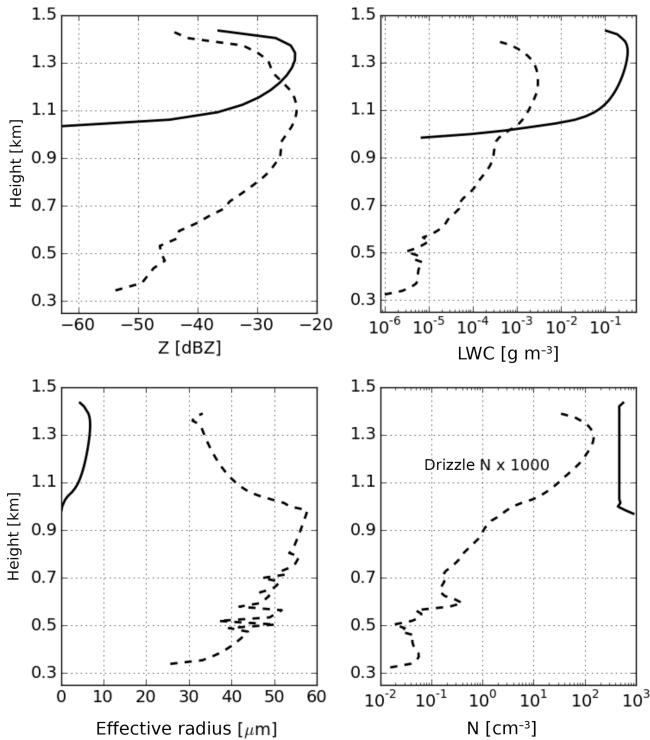 1.5
1.3
1.1
0.9
0.7
0.5
0.3
Height [km]
−60 −50 −40 −30 −20
Z [dBZ]
1.5
1.3
1.1
0.9
0.7
0.5
0.3
10⁻⁶ 10⁻⁵ 10⁻⁴ 10⁻³ 10⁻² 10⁻¹
LWC [g m⁻³]
1.5
1.3
1.1
0.9
0.7
0.5
0.3
Height [km]
0 10 20 30 40 50 60
Effective radius [μm]
1.5
1.3
1.1
0.9
0.7
0.5
0.3
Drizzle N x 1000
10⁻² 10⁻¹ 10⁰ 10¹ 10² 10³
N [cm⁻³]